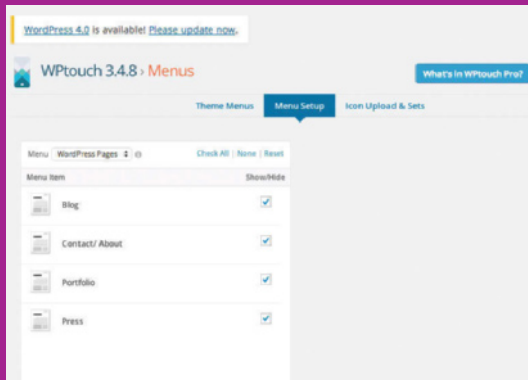 WordPress 4.0 is available! Please update now.
WPtouch 3.4.8 › Menus
What's in WPtouch Pro?
Theme Menus Menu Setup Icon Upload & Sets
Menu WordPress Pages Check All | None | Reset
Menu Item Show/Hide
Blog
Contact/ About
Portfolio
Press